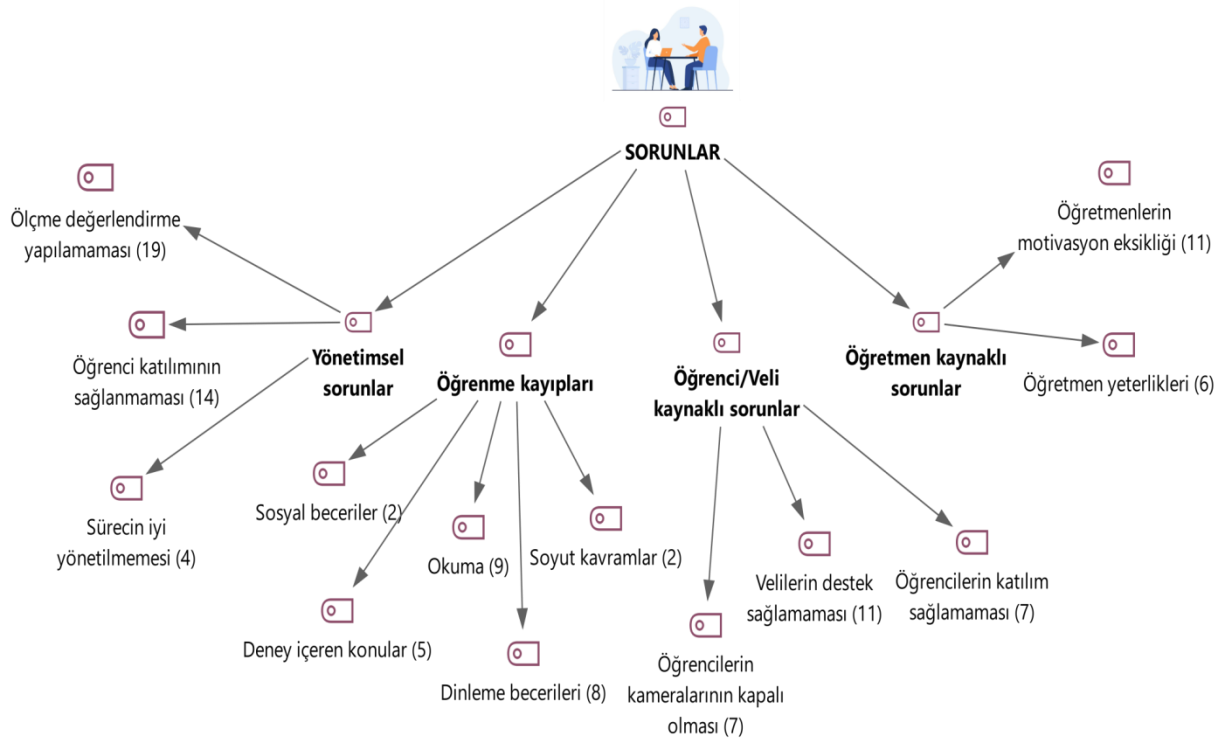 SORUNLAR
Ölçme değerlendirme
yapılamaması (19)
Öğretmenlerin
motivasyon eksikliği (11)
Öğrenci katılımının
sağlanmaması (14)
Yönetimsel
sorunlar
Öğrenme kayıpları
Öğrenci/Veli
kaynaklı sorunlar
Öğretmen kaynaklı
sorunlar
Öğretmen yeterlikleri (6)
Sürecin iyi
yönetilmemesi (4)
Sosyal beceriler (2)
Okuma (9)
Soyut kavramlar (2)
Velilerin destek
sağlamaması (11)
Öğrencilerin katılım
sağlamaması (7)
Deney içeren konular (5)
Dinleme becerileri (8)
Öğrencilerin
kameralarının kapalı
olması (7)